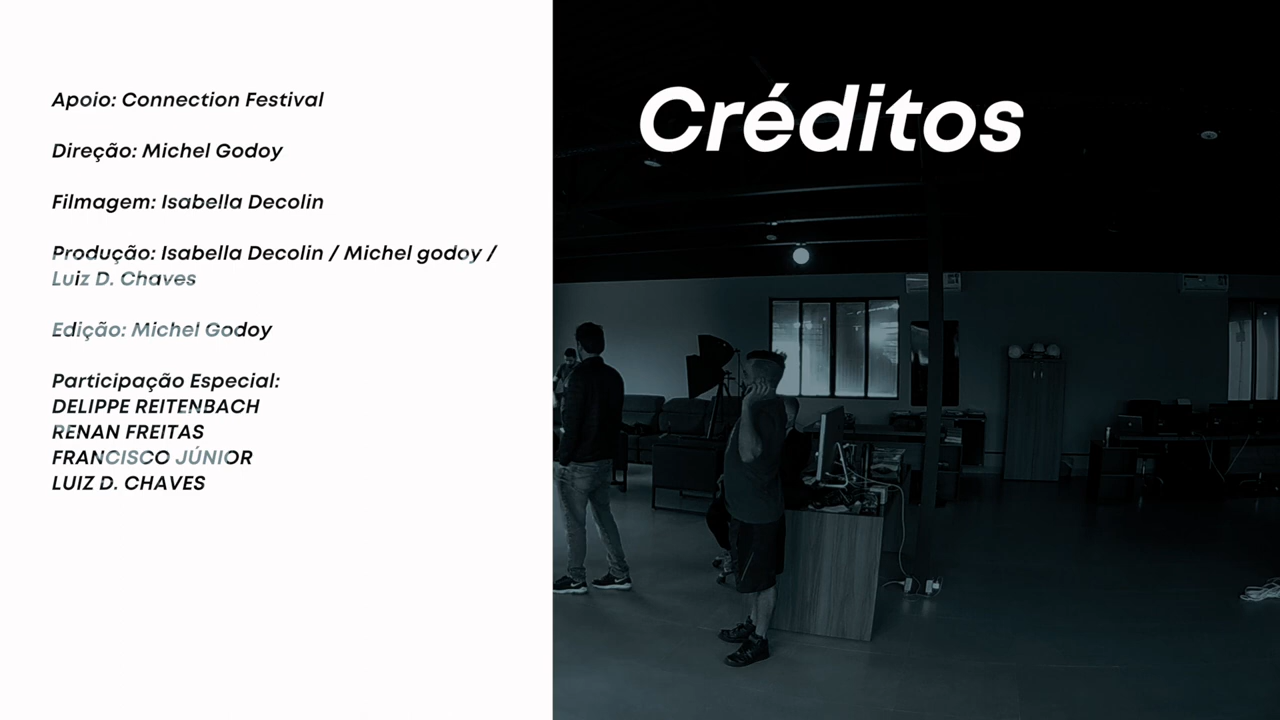 Apoio: Connection Festival
Direção: Michel Godoy
Filmagem: Isabella Decolin
Produção: Isabella Decolin / Michel godoy /
Luiz D. Chaves
Edição: Michel Godoy
Participação Especial:
DELIPPE REITENBACH
RENAN FREITAS
FRANCISCO JÚNIOR
LUIZ D. CHAVES
Créditos